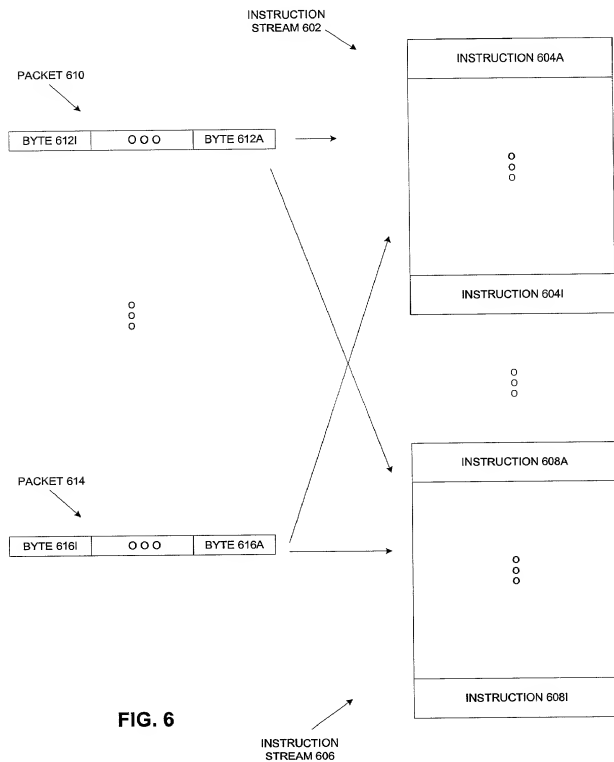 INSTRUCTION
STREAM 602
INSTRUCTION 604A
PACKET 610
BYTE 612I
O O O
BYTE 612A
O
O
O
INSTRUCTION 604I
O
O
O
O
O
O
INSTRUCTION 608A
PACKET 614
BYTE 616I
O O O
BYTE 616A
O
O
O
INSTRUCTION 608I
FIG. 6
INSTRUCTION
STREAM 606